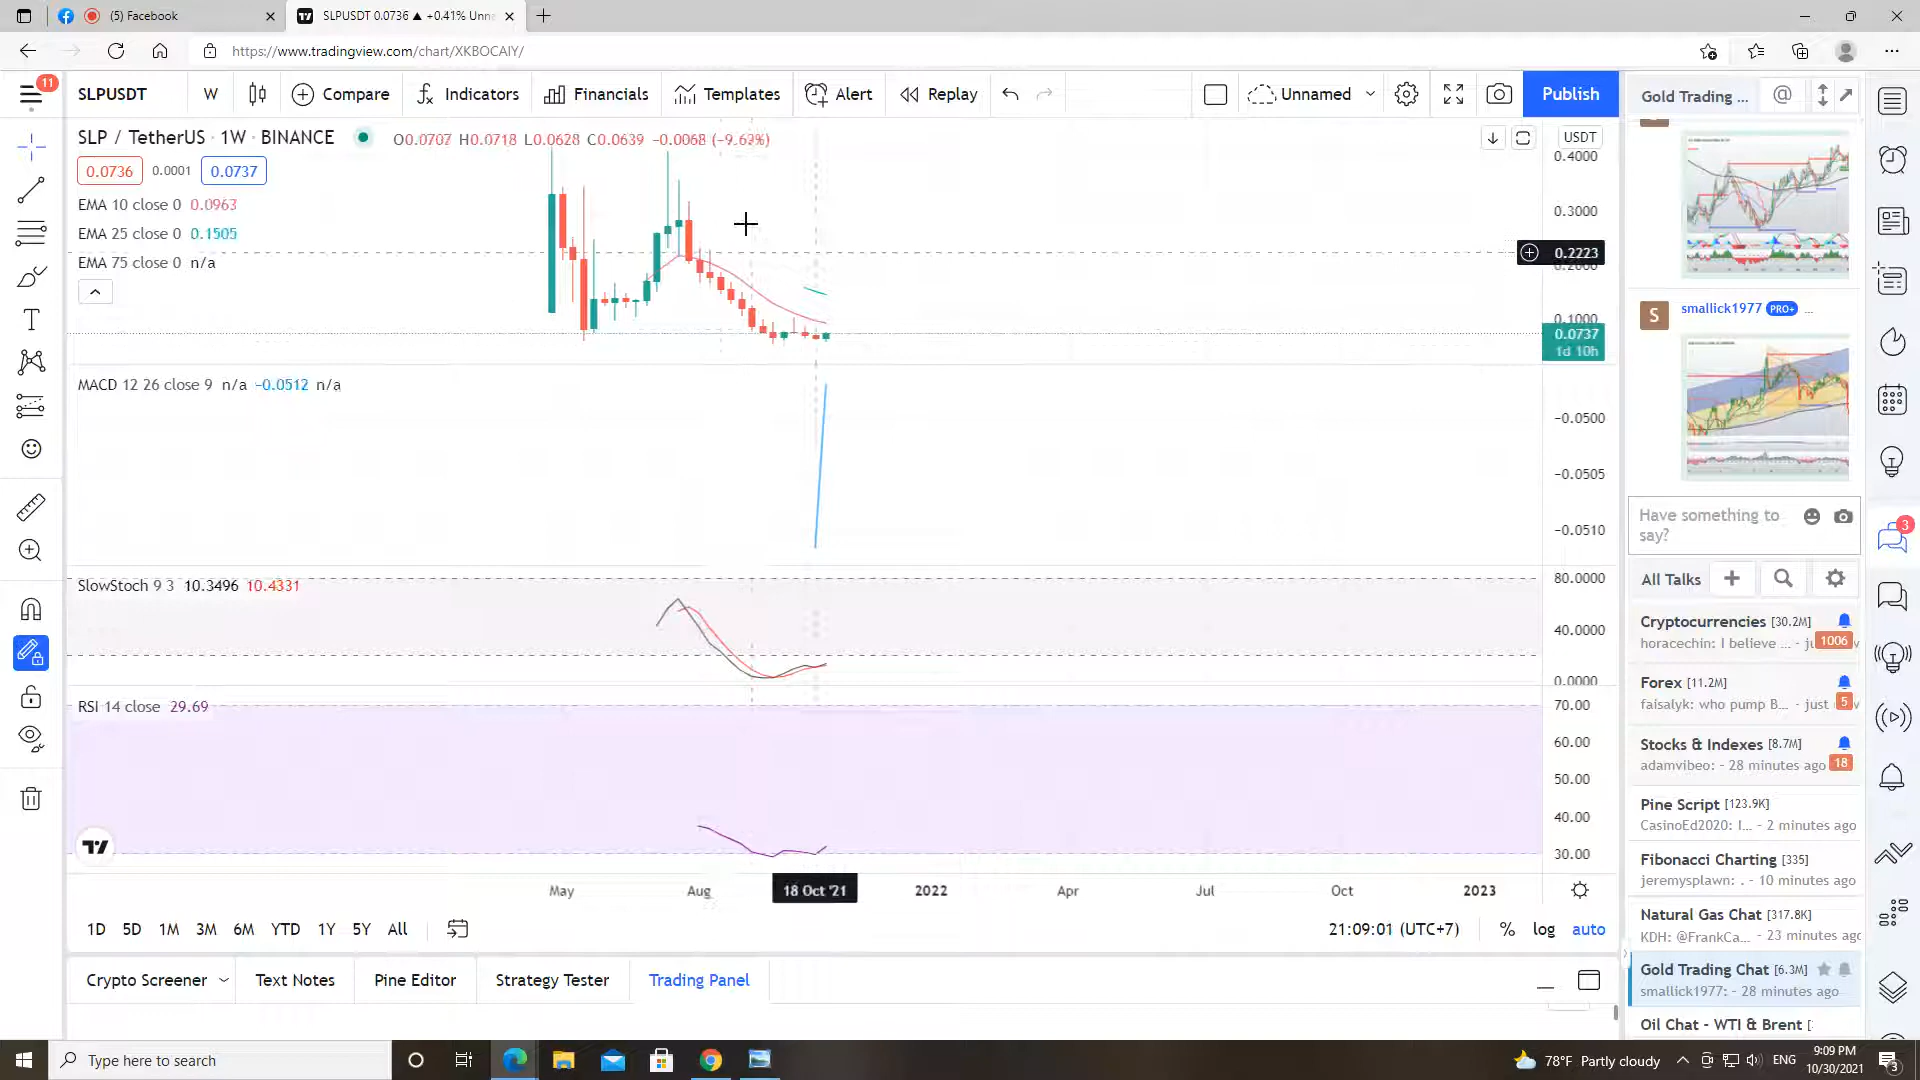 (5) Facebook
SLPUSDT 0.0736 ▲ +0.41% Unna
https://www.tradingview.com/chart/XKBOCAIY/
11
SLPUSDT
W
Compare
Indicators
Financials
Templates
Alert
Replay
Unnamed
Publish
Gold Trading ...
SLP / TetherUS · 1W · BINANCE
O0.0707 H0.0718 L0.0628 C0.0639 −0.0068 (−9.62%)
0.0736
0.0001
0.0737
EMA 10 close 0 0.0963
EMA 25 close 0 0.1505
EMA 75 close 0 n/a
USDT
0.4000
0.3000
0.2223
0.2000
0.1000
0.0737
1d 10h
MACD 12 26 close 9 n/a −0.0512 n/a
−0.0500
−0.0505
−0.0510
SlowStoch 9 3 10.3496 10.4331
80.0000
40.0000
0.0000
RSI 14 close 29.69
70.00
60.00
50.00
40.00
30.00
May
Aug
18 Oct '21
2022
Apr
Jul
Oct
2023
1D 5D 1M 3M 6M YTD 1Y 5Y All
21:09:01 (UTC+7)
% log auto
Crypto Screener
Text Notes
Pine Editor
Strategy Tester
Trading Panel
S
smallick1977 PRO+ ...
Have something to
say?
3
All Talks
Cryptocurrencies [30.2M]
horacechin: I believe ... - ju
1006
Forex [11.2M]
faisalyk: who pump B... - just
5
Stocks & Indexes [8.7M]
adamvibeo: - 28 minutes ago
18
Pine Script [123.9K]
CasinoEd2020: I... - 2 minutes ago
Fibonacci Charting [335]
jeremysplawn: . - 10 minutes ago
Natural Gas Chat [317.8K]
KDH: @FrankCa... - 23 minutes ago
Gold Trading Chat [6.3M]
smallick1977: - 28 minutes ago
Oil Chat - WTI & Brent [
Type here to search
78°F Partly cloudy
ENG
9:09 PM
10/30/2021
3